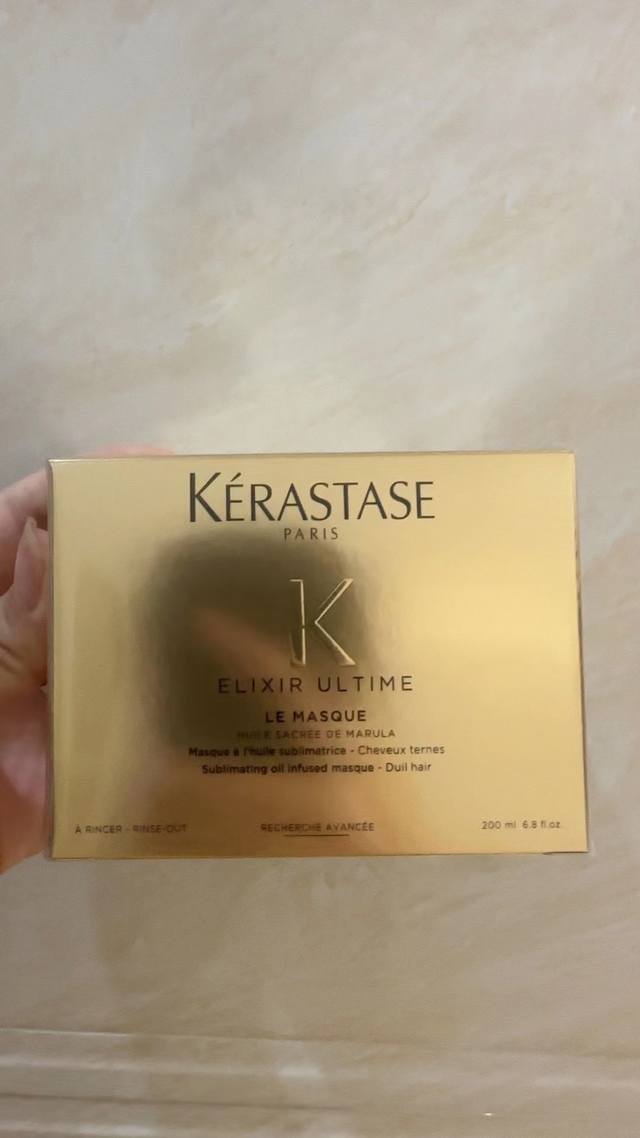 KÉRASTASE
PARIS
K
ELIXIR ULTIME
LE MASQUE
HUILE SACRÉE DE MARULA
Masque à l'huile sublimatrice - Cheveux ternes
Sublimating oil infused masque - Dull hair
À RINCER - RINSE-OUT
RECHERCHE AVANCÉE
200 ml 6.8 fl.oz.